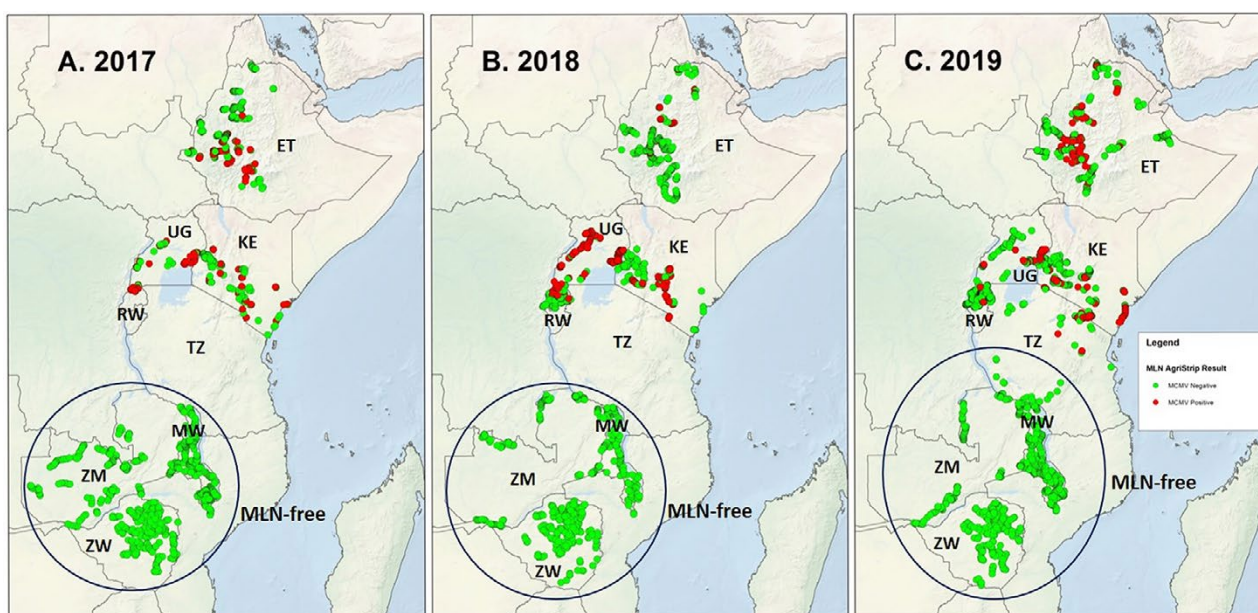 A. 2017
ET
UG
KE
RW
TZ
MW
ZM
MLN-free
ZW
B. 2018
ET
UG
KE
RW
TZ
MW
ZM
MLN-free
ZW
C. 2019
ET
KE
UG
RW
TZ
MW
ZM
MLN-free
ZW
Legend
MLN AgriStrip Result
MCMV Negative
MCMV Positive